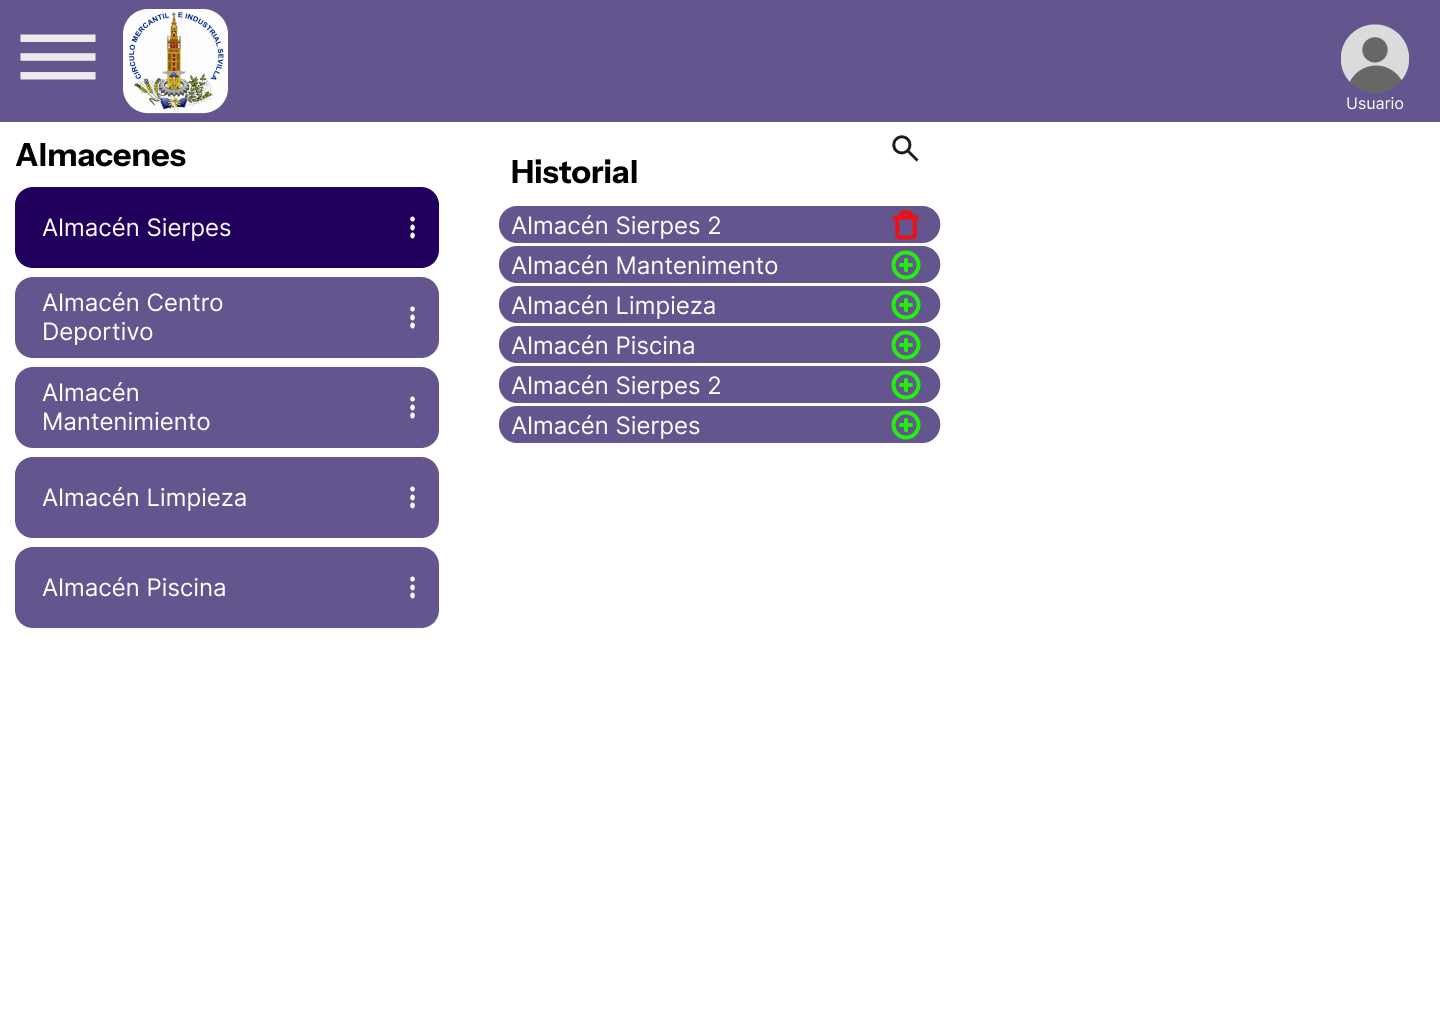 CIRCULO MERCANTIL E INDUSTRIAL SEVILLA
Usuario
Almacenes
Almacén Sierpes
Almacén Centro
Deportivo
Almacén
Mantenimiento
Almacén Limpieza
Almacén Piscina
Historial
Almacén Sierpes 2
Almacén Mantenimento
Almacén Limpieza
Almacén Piscina
Almacén Sierpes 2
Almacén Sierpes